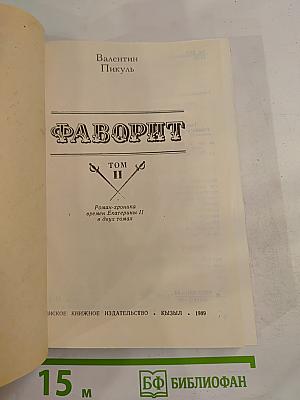 Валентин
Пикуль
ФАВОРИТ
ТОМ
II
Роман-хроника
времен Екатерины II
в двух томах
КНИЖНОЕ ИЗДАТЕЛЬСТВО • КЫЗЫЛ • 1989
15 м
БФ БИБЛИОФАН